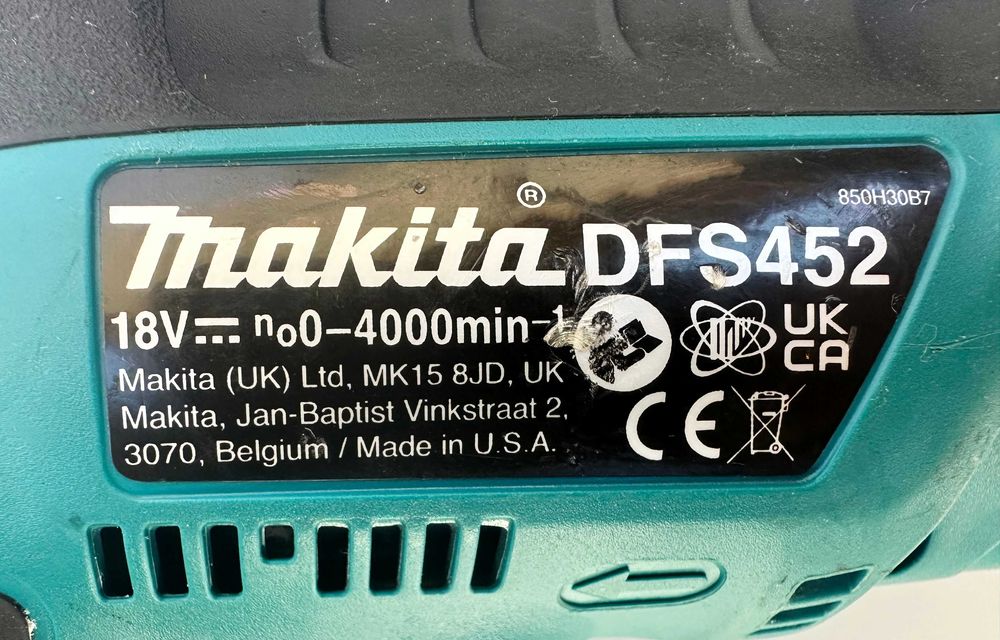 850H30B7
makita® DFS452
18V⎓ n₀0–4000min⁻¹
UK
CA
Makita (UK) Ltd, MK15 8JD, UK
Makita, Jan-Baptist Vinkstraat 2,
CE
3070, Belgium / Made in U.S.A.